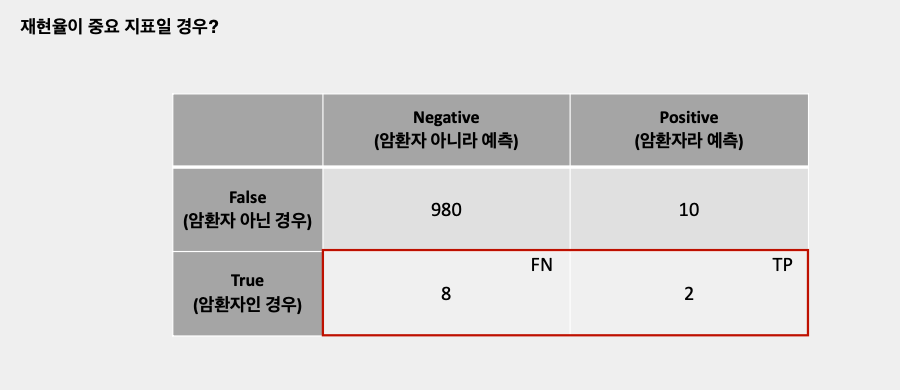 재현율이 중요 지표일 경우?
Negative
(암환자 아니라 예측)
Positive
(암환자라 예측)
False
(암환자 아닌 경우)
980
10
True
(암환자인 경우)
FN
8
TP
2